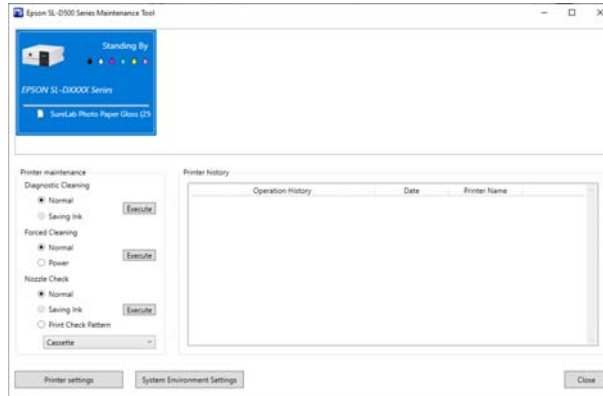 Epson SL-D500 Series Maintenance Tool
Standing By
EPSON SL-DXXXX Series
SureLab Photo Paper Gloss (25
Printer maintenance
Diagnostic Cleaning
Normal
Saving Ink
Execute
Forced Cleaning
Normal
Power
Execute
Nozzle Check
Normal
Saving Ink
Execute
Print Check Pattern
Cassette
Printer history
Operation History Date Printer Name
Printer settings
System Environment Settings
Close